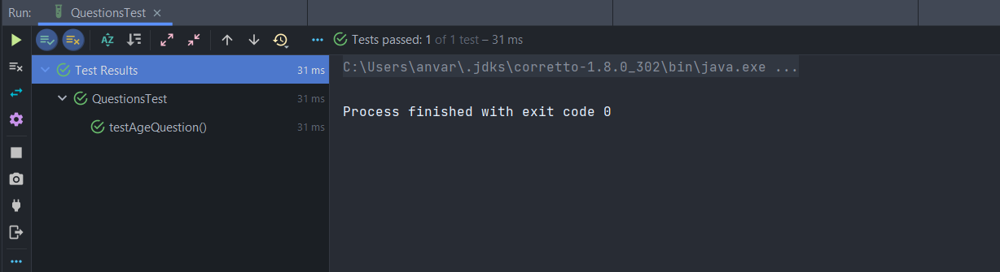 Run: QuestionsTest
Tests passed: 1 of 1 test – 31 ms
Test Results 31 ms
QuestionsTest 31 ms
testAgeQuestion() 31 ms
C:\Users\anvar\.jdks\corretto-1.8.0_302\bin\java.exe ...
Process finished with exit code 0